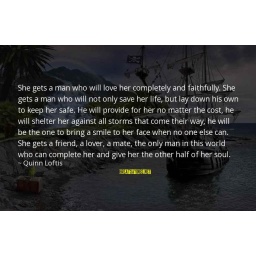 She gets a man who will love her completely and faithfully. She
gets a man who will not only save her life, but lay down his own
to keep her safe. He will provide for her no matter the cost, he
will shelter her against all storms that come their way, he will
be the one to bring a smile to her face when no one else can.
She gets a friend, a lover, a mate, the only man in this world
who can complete her and give her the other half of her soul.
~ Quinn Loftis